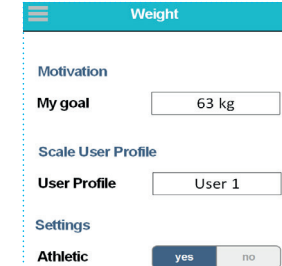 Weight
Motivation
My goal 63 kg
Scale User Profile
User Profile User 1
Settings
Athletic yes no